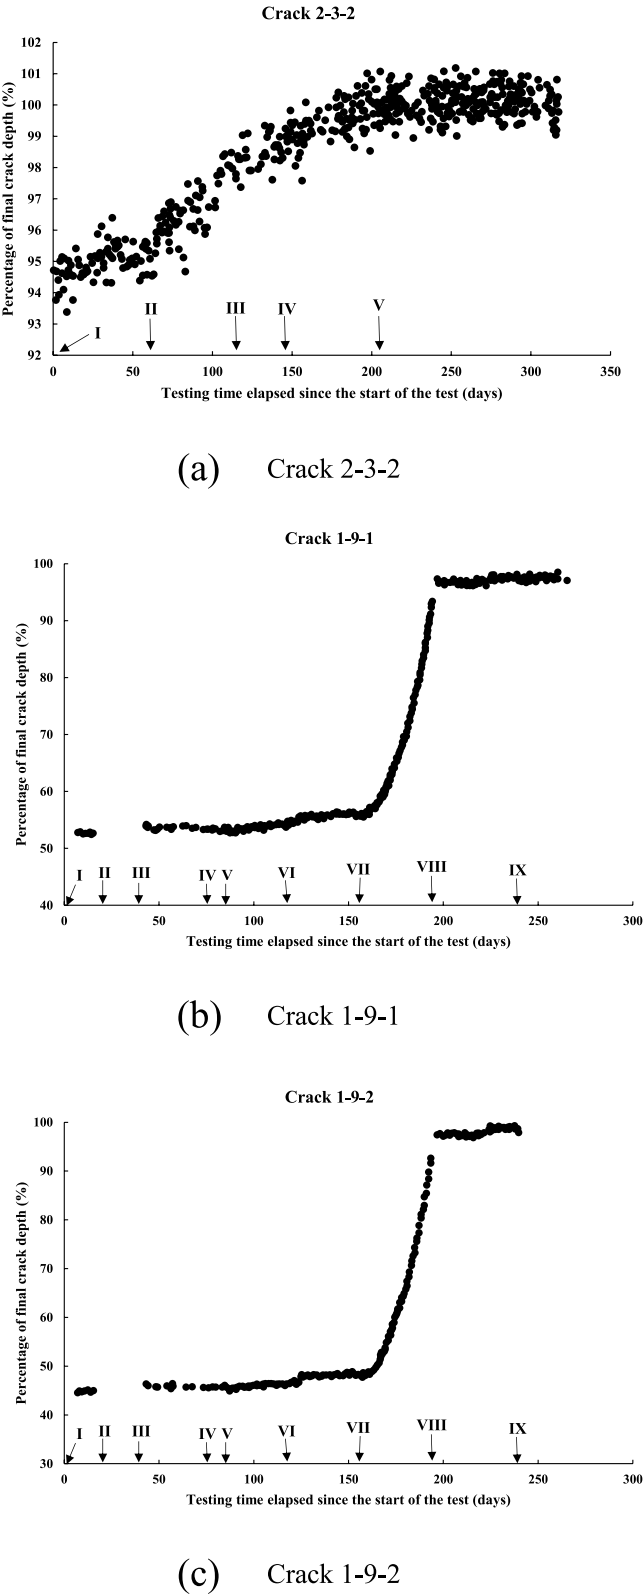 Crack 2-3-2
102
101
100
99
98
97
96
95
94
93
92
Percentage of final crack depth (%)
I
II
III
IV
V
0 50 100 150 200 250 300 350
Testing time elapsed since the start of the test (days)
(a) Crack 2-3-2
Crack 1-9-1
100
90
80
70
60
50
40
Percentage of final crack depth (%)
I II III IV V VI VII VIII IX
0 50 100 150 200 250 300
Testing time elapsed since the start of the test (days)
(b) Crack 1-9-1
Crack 1-9-2
100
90
80
70
60
50
40
30
Percentage of final crack depth (%)
I II III IV V VI VII VIII IX
0 50 100 150 200 250 300
Testing time elapsed since the start of the test (days)
(c) Crack 1-9-2